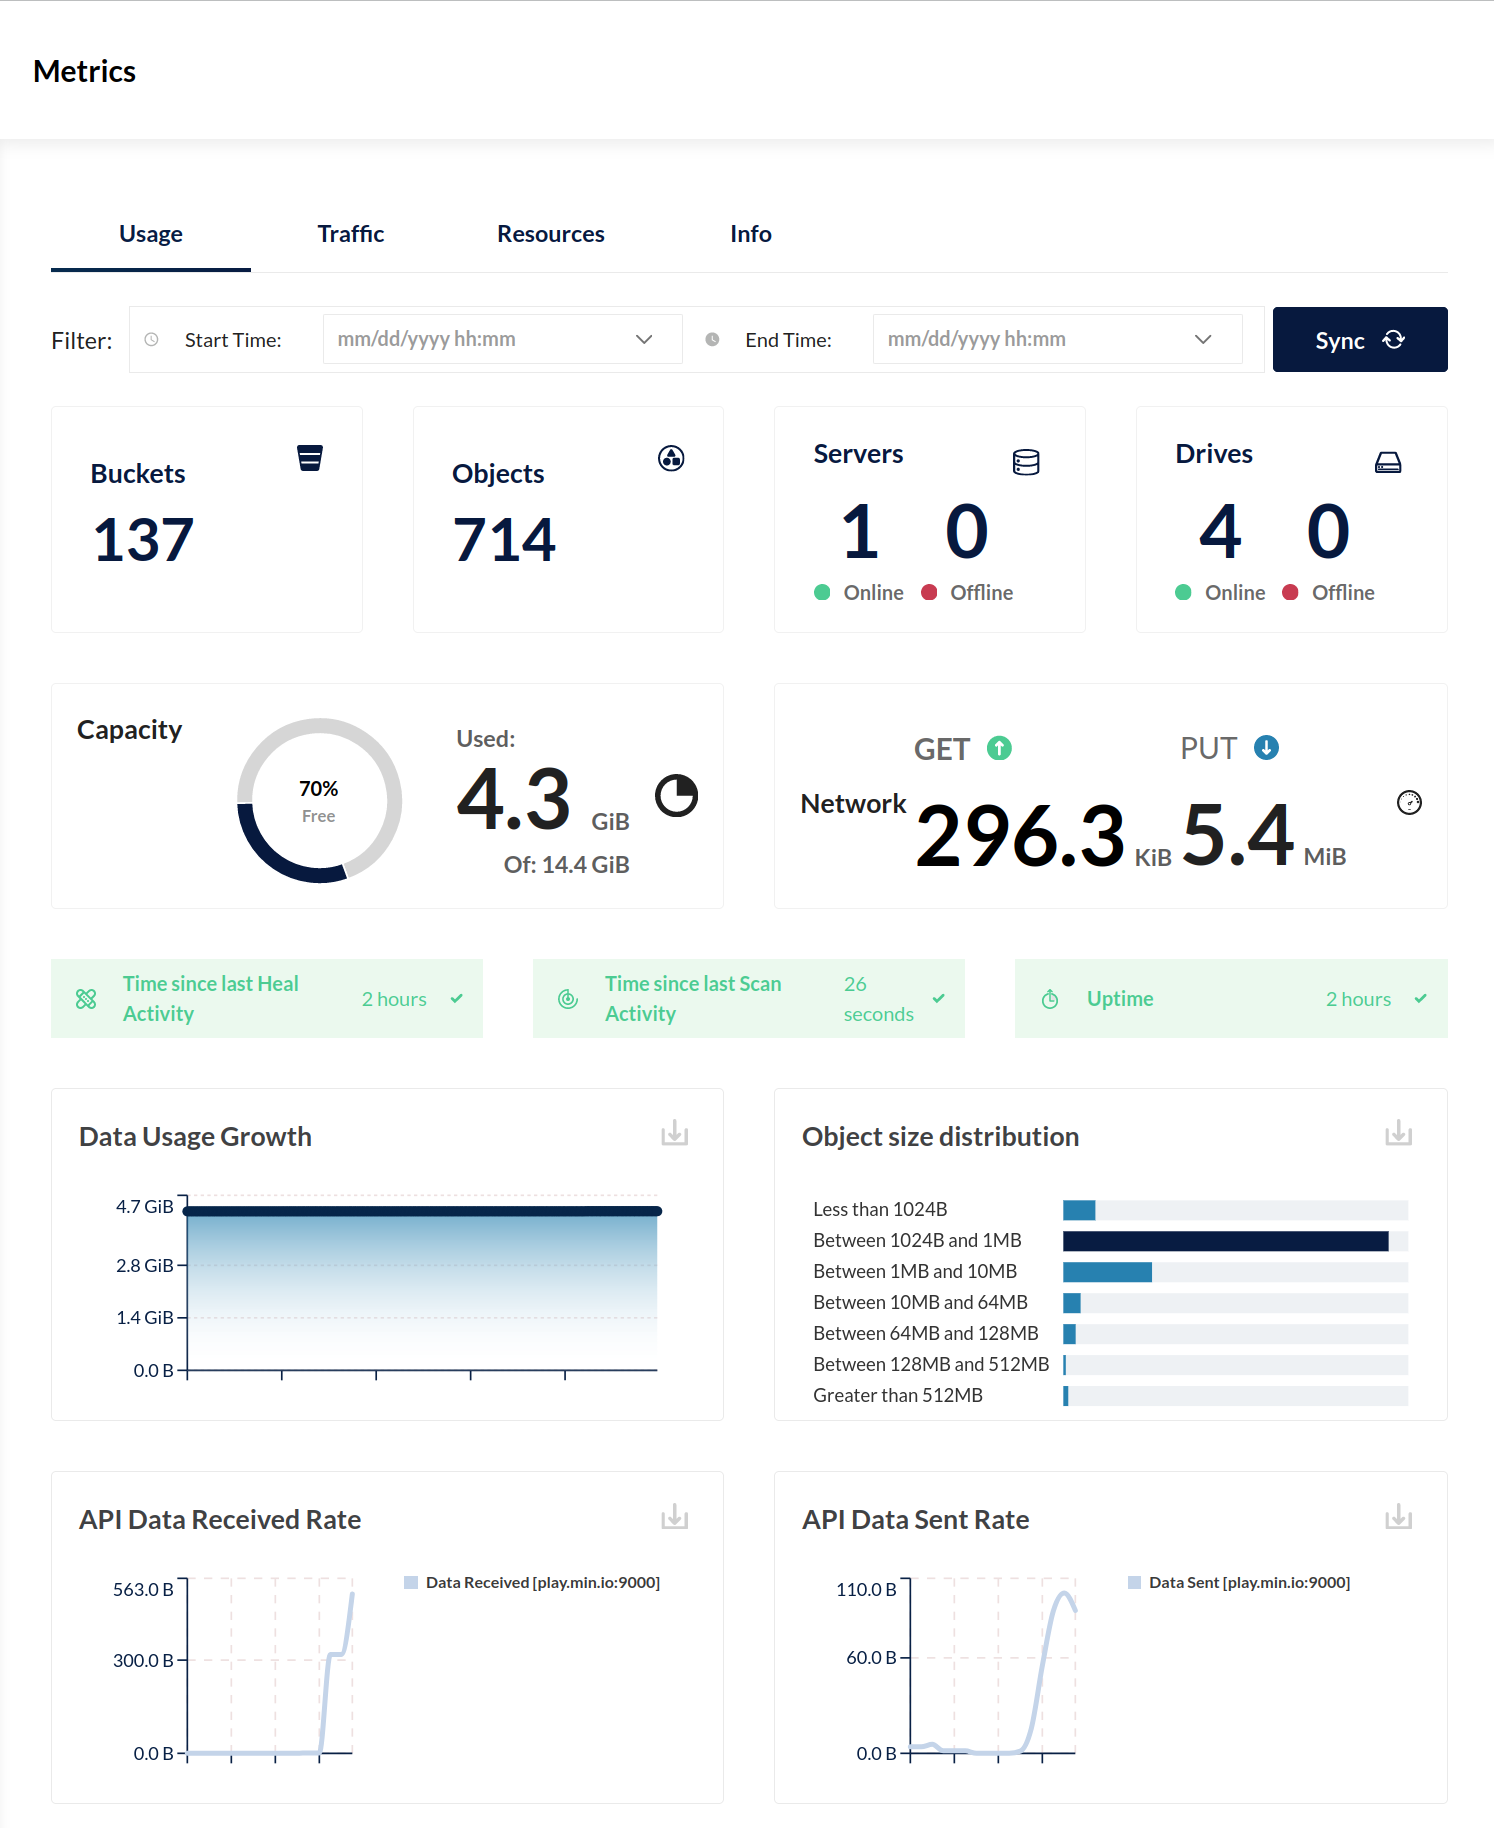 Metrics
Usage
Traffic
Resources
Info
Filter:
Start Time:
mm/dd/yyyy hh:mm
End Time:
mm/dd/yyyy hh:mm
Sync
Buckets
137
Objects
714
Servers
1 0
Online Offline
Drives
4 0
Online Offline
Capacity
70%
Free
Used:
4.3 GiB
Of: 14.4 GiB
Network
GET
296.3 KiB
PUT
5.4 MiB
Time since last Heal
Activity
2 hours
Time since last Scan
Activity
26
seconds
Uptime
2 hours
Data Usage Growth
4.7 GiB
2.8 GiB
1.4 GiB
0.0 B
Object size distribution
Less than 1024B
Between 1024B and 1MB
Between 1MB and 10MB
Between 10MB and 64MB
Between 64MB and 128MB
Between 128MB and 512MB
Greater than 512MB
API Data Received Rate
563.0 B
300.0 B
0.0 B
Data Received [play.min.io:9000]
API Data Sent Rate
110.0 B
60.0 B
0.0 B
Data Sent [play.min.io:9000]